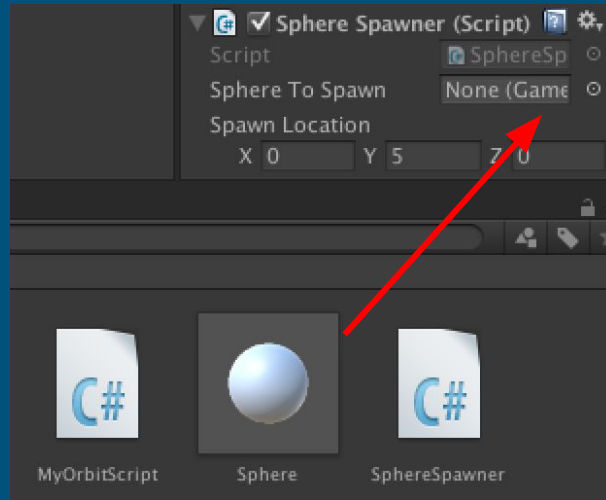 Sphere Spawner (Script)
Script SphereSp
Sphere To Spawn None (Game
Spawn Location
X 0 Y 5 Z 0
C# C#
MyOrbitScript Sphere SphereSpawner